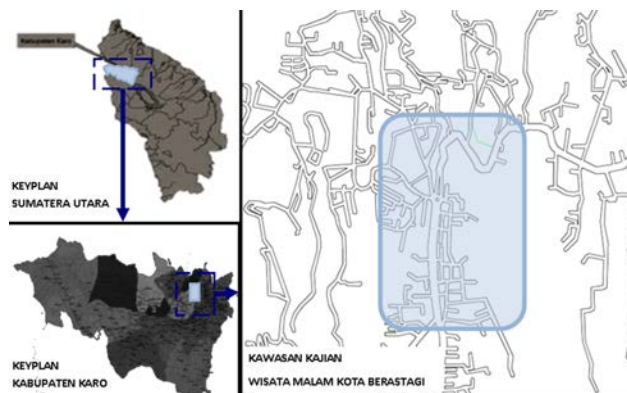 Kabupaten Karo
KEYPLAN
SUMATERA UTARA
KEYPLAN
KABUPATEN KARO
KAWASAN KAJIAN
WISATA MALAM KOTA BERASTAGI